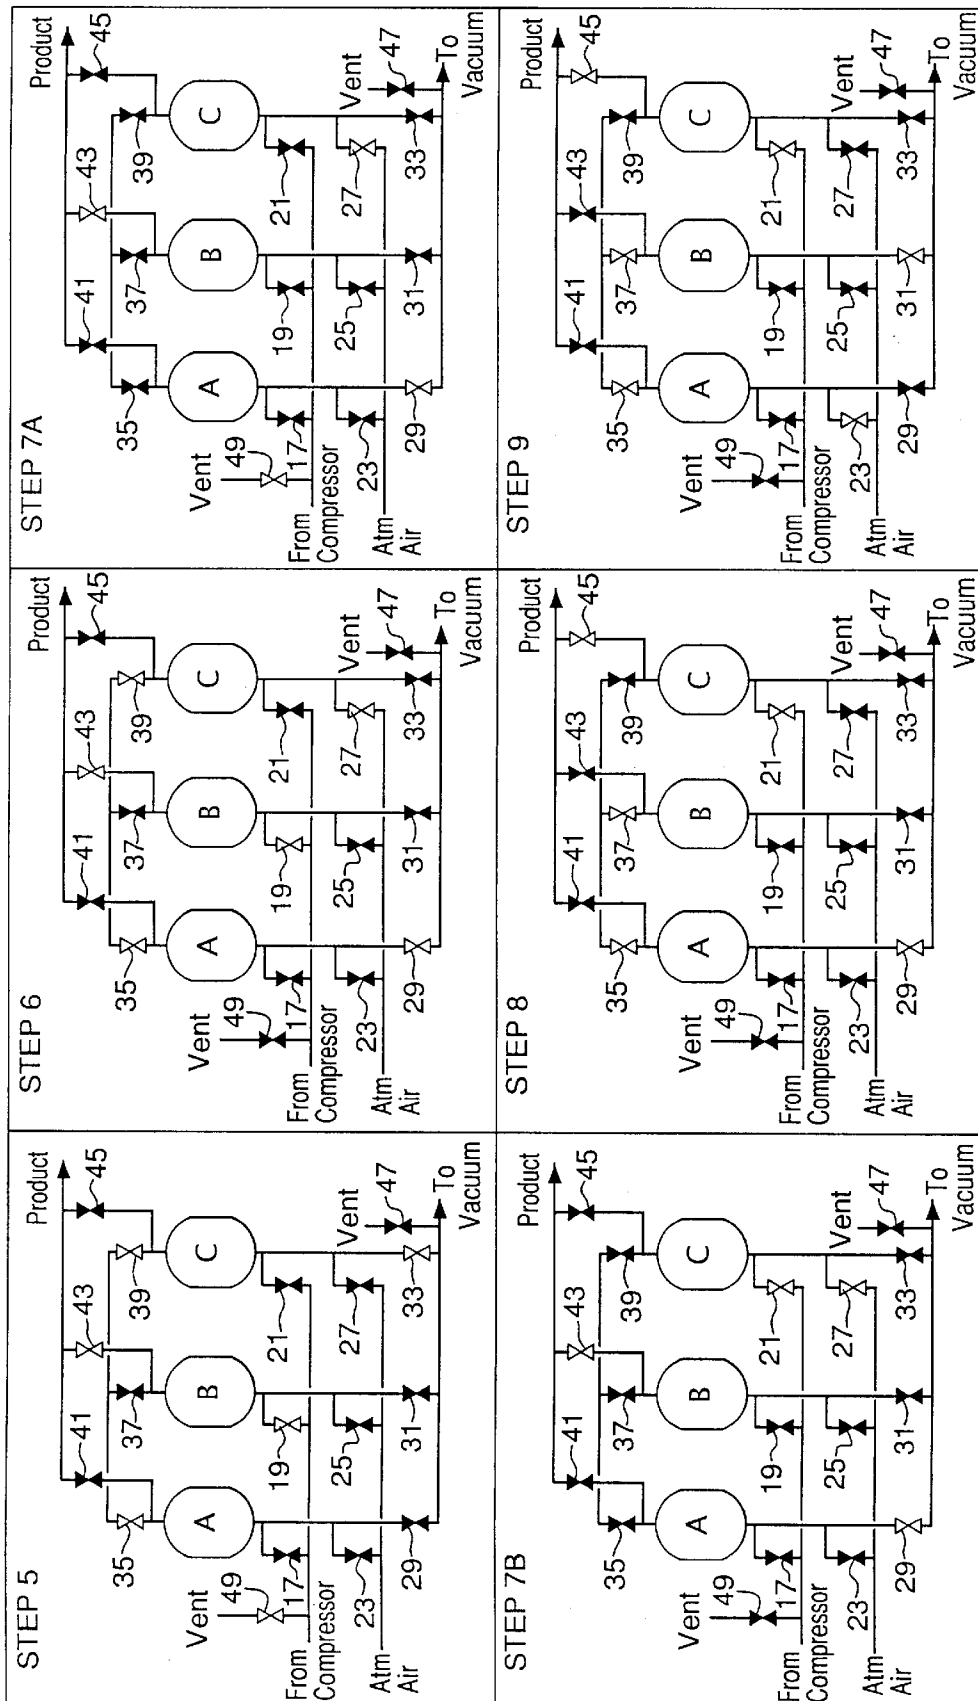 STEP 5
Product
45
43
41
39
37
35
C
B
A
Vent
47
Vent
49
21
19
17
From
Compressor
27
25
23
Atm
Air
33
31
29
To
Vacuum
STEP 6
Product
45
43
41
39
37
35
C
B
A
Vent
47
Vent
49
21
19
17
From
Compressor
27
25
23
Atm
Air
33
31
29
To
Vacuum
STEP 7A
Product
45
43
41
39
37
35
C
B
A
Vent
47
Vent
49
21
19
17
From
Compressor
27
25
23
Atm
Air
33
31
29
To
Vacuum
STEP 7B
Product
45
43
41
39
37
35
C
B
A
Vent
47
Vent
49
21
19
17
From
Compressor
27
25
23
Atm
Air
33
31
29
To
Vacuum
STEP 8
Product
45
43
41
39
37
35
C
B
A
Vent
47
Vent
49
21
19
17
From
Compressor
27
25
23
Atm
Air
33
31
29
To
Vacuum
STEP 9
Product
45
43
41
39
37
35
C
B
A
Vent
47
Vent
49
21
19
17
From
Compressor
27
25
23
Atm
Air
33
31
29
To
Vacuum